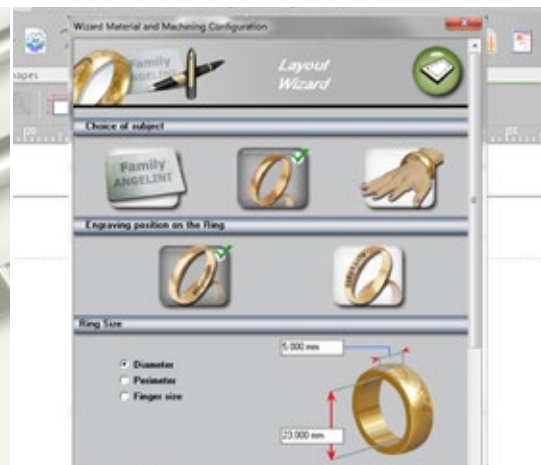 Wizard Material and Machining Configuration
Family
ANGELINI
Layout
Wizard
Choice of subject
Family
ANGELINI
Engraving position on the Ring
Ring Size
5.000 mm
Diameter
Perimeter
Finger size
23.000 mm